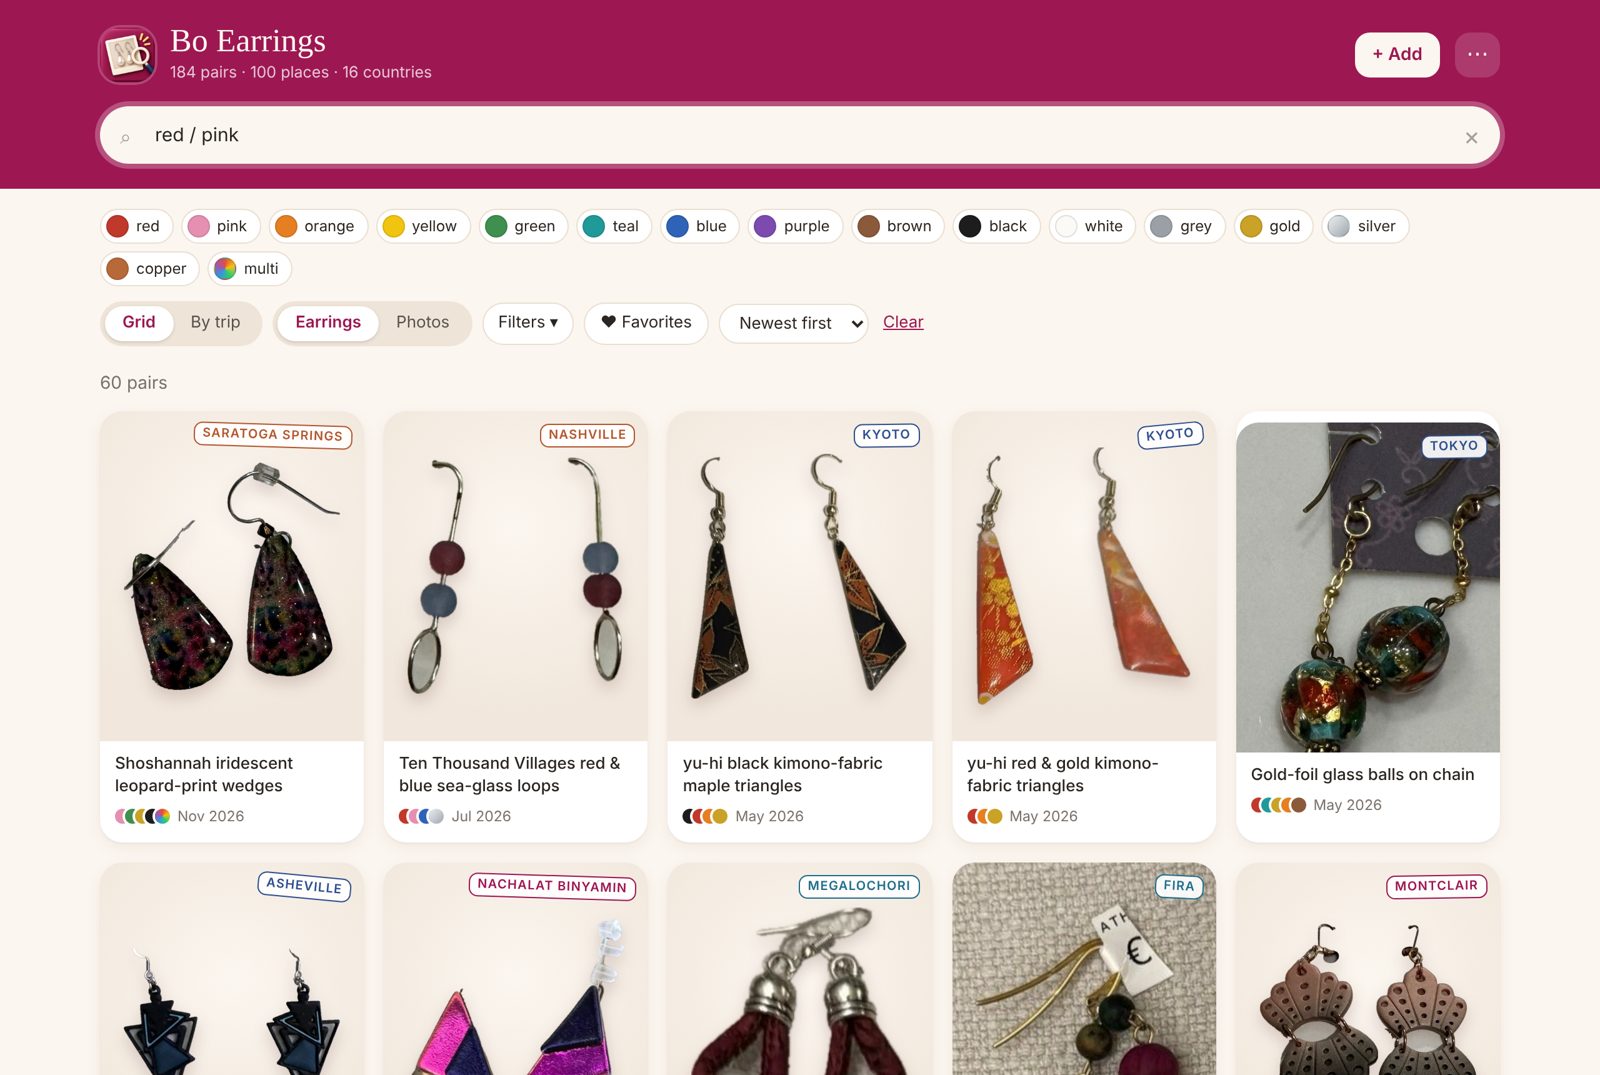 Bo Earrings
184 pairs · 100 places · 16 countries
+ Add
···
red / pink
×
red
pink
orange
yellow
green
teal
blue
purple
brown
black
white
grey
gold
silver
copper
multi
Grid
By trip
Earrings
Photos
Filters ▾
♥ Favorites
Newest first
Clear
60 pairs
SARATOGA SPRINGS
Shoshannah iridescent
leopard-print wedges
Nov 2026
NASHVILLE
Ten Thousand Villages red &
blue sea-glass loops
Jul 2026
KYOTO
yu-hi black kimono-fabric
maple triangles
May 2026
KYOTO
yu-hi red & gold kimono-
fabric triangles
May 2026
TOKYO
Gold-foil glass balls on chain
May 2026
ASHEVILLE
NACHALAT BINYAMIN
MEGALOCHORI
FIRA
ATH
€
MONTCLAIR